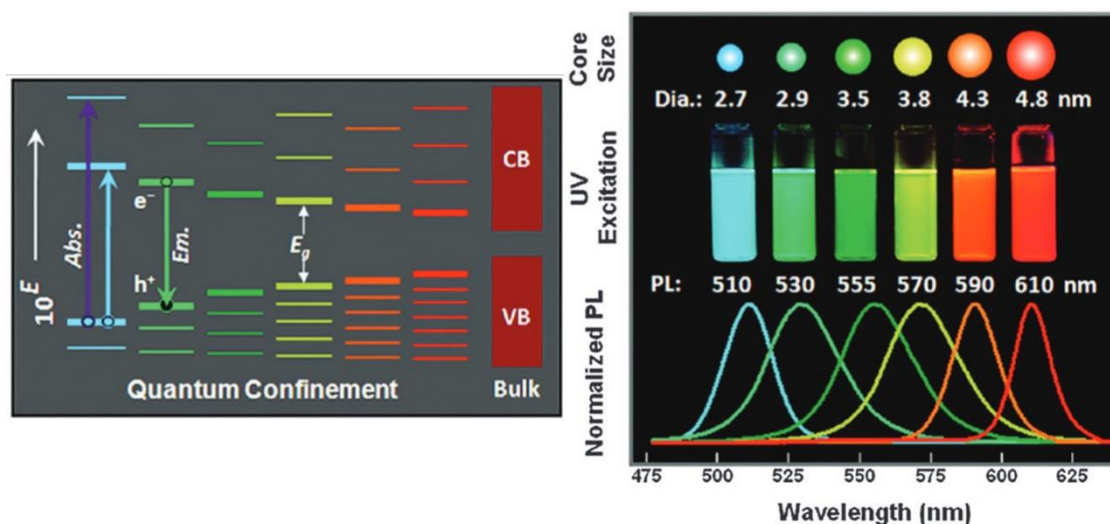 10^E
Abs.
e⁻
Em.
h⁺
E_g
CB
VB
Quantum Confinement
Bulk
Core
Size
Dia.: 2.7 2.9 3.5 3.8 4.3 4.8 nm
UV
Excitation
PL: 510 530 555 570 590 610 nm
Normalized PL
475 500 525 550 575 600 625
Wavelength (nm)